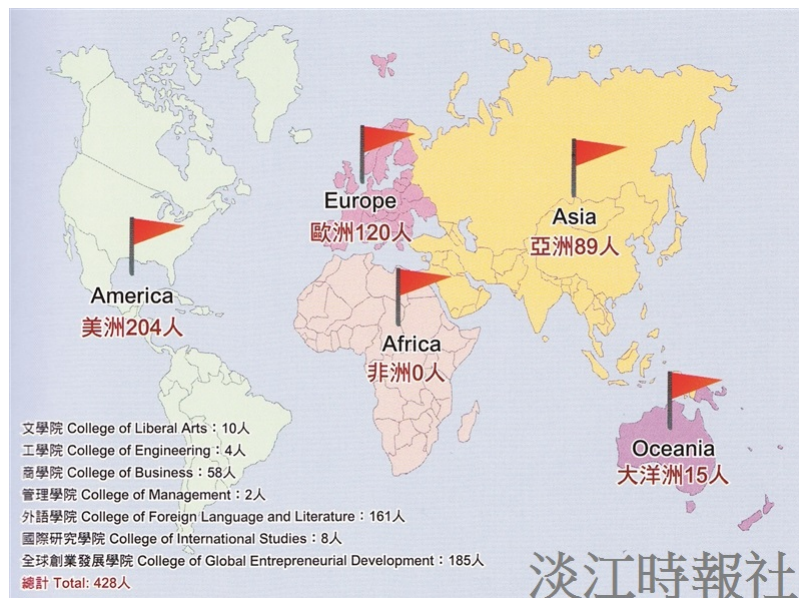 Europe
歐洲120人
Asia
亞洲89人
America
美洲204人
Africa
非洲0人
Oceania
大洋洲15人
文學院 College of Liberal Arts：10人
工學院 College of Engineering：4人
商學院 College of Business：58人
管理學院 College of Management：2人
外語學院 College of Foreign Language and Literature：161人
國際研究學院 College of International Studies：8人
全球創業發展學院 College of Global Entrepreneurial Development：185人
總計 Total: 428人
淡江時報社